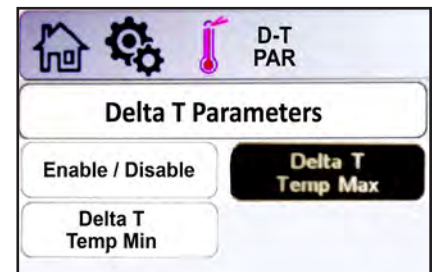 D-T
PAR
Delta T Parameters
Enable / Disable
Delta T
Temp Max
Delta T
Temp Min